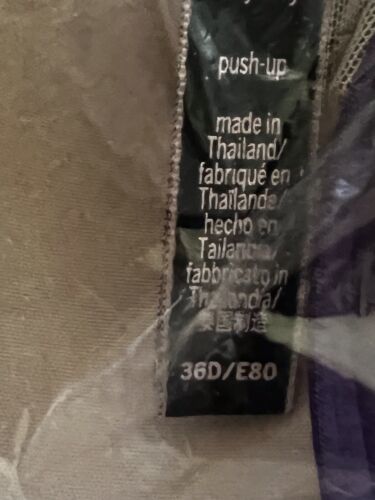 push-up
made in
Thailand/
fabriqué en
Thaïlande/
hecho en
Tailandia/
fabbricato in
Thailandia/
泰国制造
36D/E80